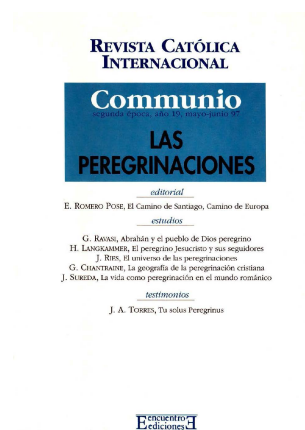 REVISTA CATÓLICA
INTERNACIONAL
Communio
segunda época, año 19, mayo-junio 97
LAS
PEREGRINACIONES
editorial
E. ROMERO POSE, El Camino de Santiago, Camino de Europa
estudios
G. RAVASI, Abrahán y el pueblo de Dios peregrino
H. LANGKAMMER, El peregrino Jesucristo y sus seguidores
J. RIES, El universo de las peregrinaciones
G. CHANTRAINE, La geografía de la peregrinación cristiana
J. SUREDA, La vida como peregrinación en el mundo románico
testimonios
J. A. TORRES, Tu solus Peregrinus
encuentro
ediciones